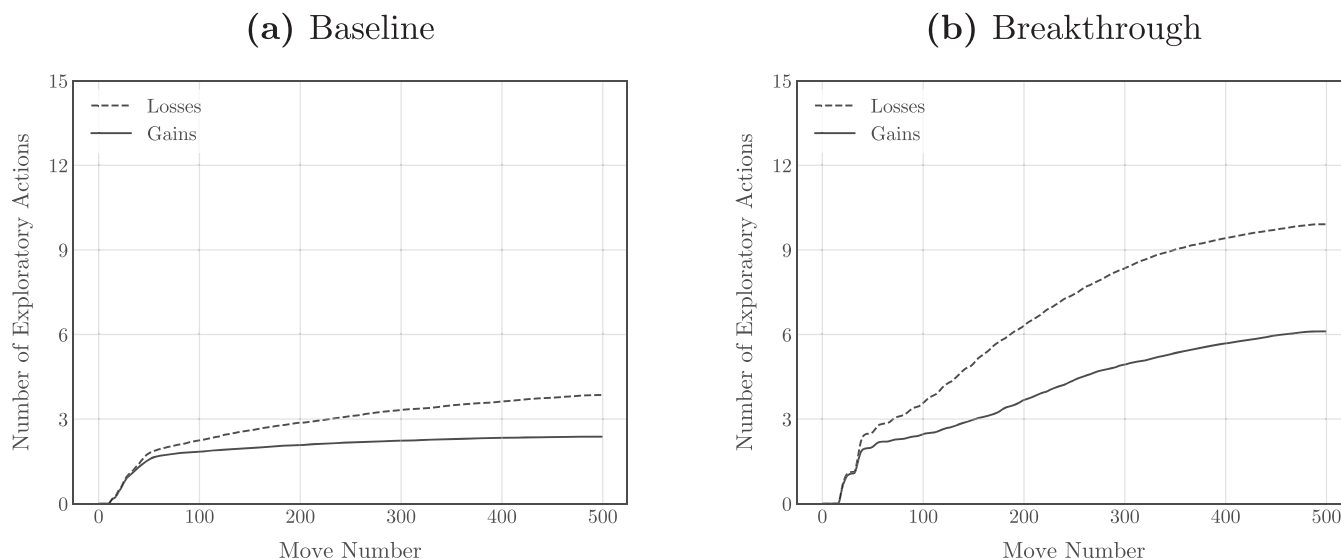 (a) Baseline
15
12
9
6
3
0
Number of Exploratory Actions
Losses
Gains
0 100 200 300 400 500
Move Number
(b) Breakthrough
15
12
9
6
3
0
Number of Exploratory Actions
Losses
Gains
0 100 200 300 400 500
Move Number